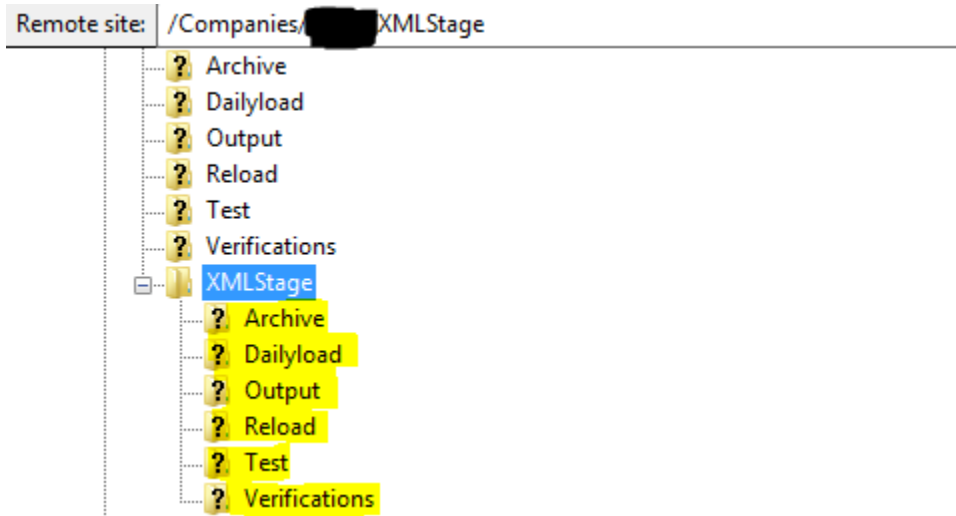 Remote site: /Companies/ XMLStage
Archive
Dailyload
Output
Reload
Test
Verifications
XMLStage
Archive
Dailyload
Output
Reload
Test
Verifications